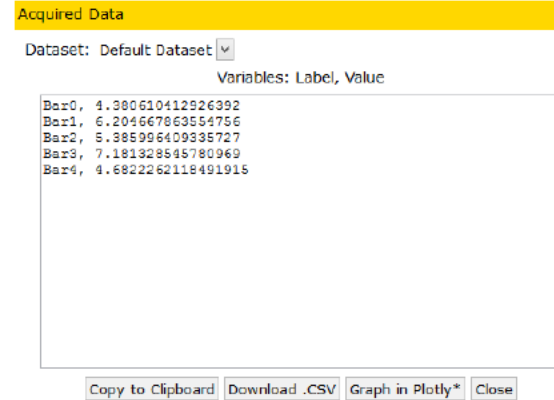 Acquired Data
Dataset: Default Dataset
Variables: Label, Value
Bar0, 4.380610412926392
Bar1, 6.204667863554756
Bar2, 5.385996409335727
Bar3, 7.181328545780969
Bar4, 4.6822262118491915
Copy to Clipboard Download .CSV Graph in Plotly* Close